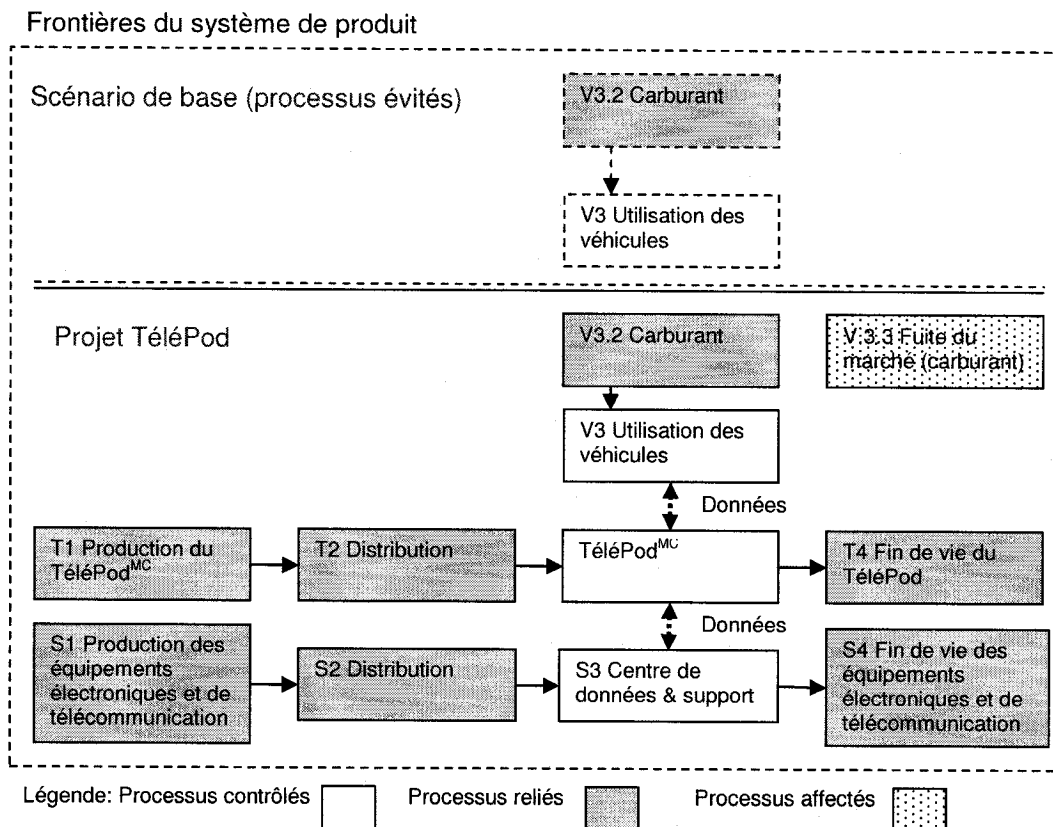 Frontières du système de produit
Scénario de base (processus évités)
V3.2 Carburant
V3 Utilisation des
véhicules
Projet TéléPod
V3.2 Carburant
V.3.3 Fuite du
marché (carburant)
V3 Utilisation des
véhicules
Données
T1 Production du
TéléPodMC
T2 Distribution
TéléPodMC
T4 Fin de vie du
TéléPod
Données
S1 Production des
équipements
électroniques et de
télécommunication
S2 Distribution
S3 Centre de
données & support
S4 Fin de vie des
équipements
électroniques et de
télécommunication
Légende: Processus contrôlés
Processus reliés
Processus affectés